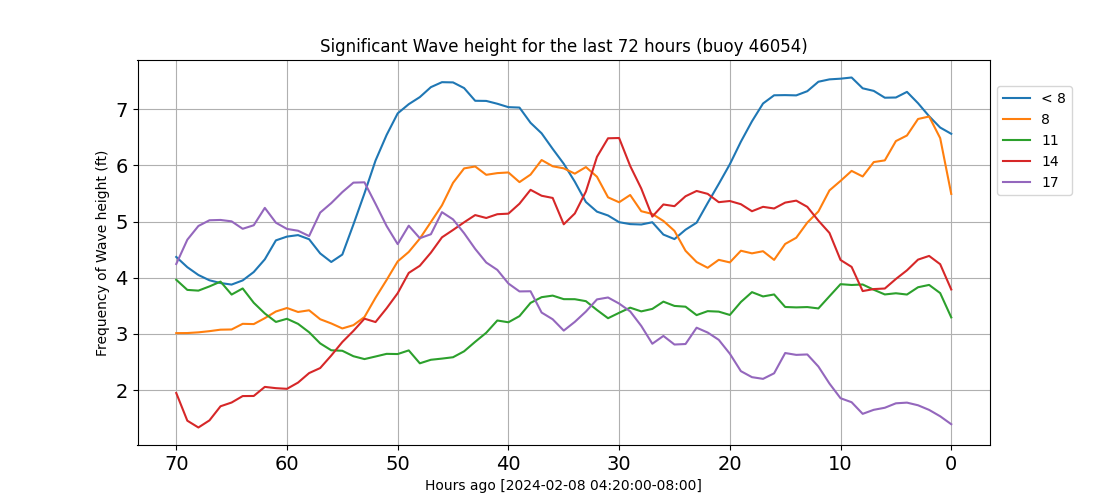 Significant Wave height for the last 72 hours (buoy 46054)
Frequency of Wave height (ft)
7
6
5
4
3
2
70 60 50 40 30 20 10 0
Hours ago [2024-02-08 04:20:00-08:00]
< 8
8
11
14
17